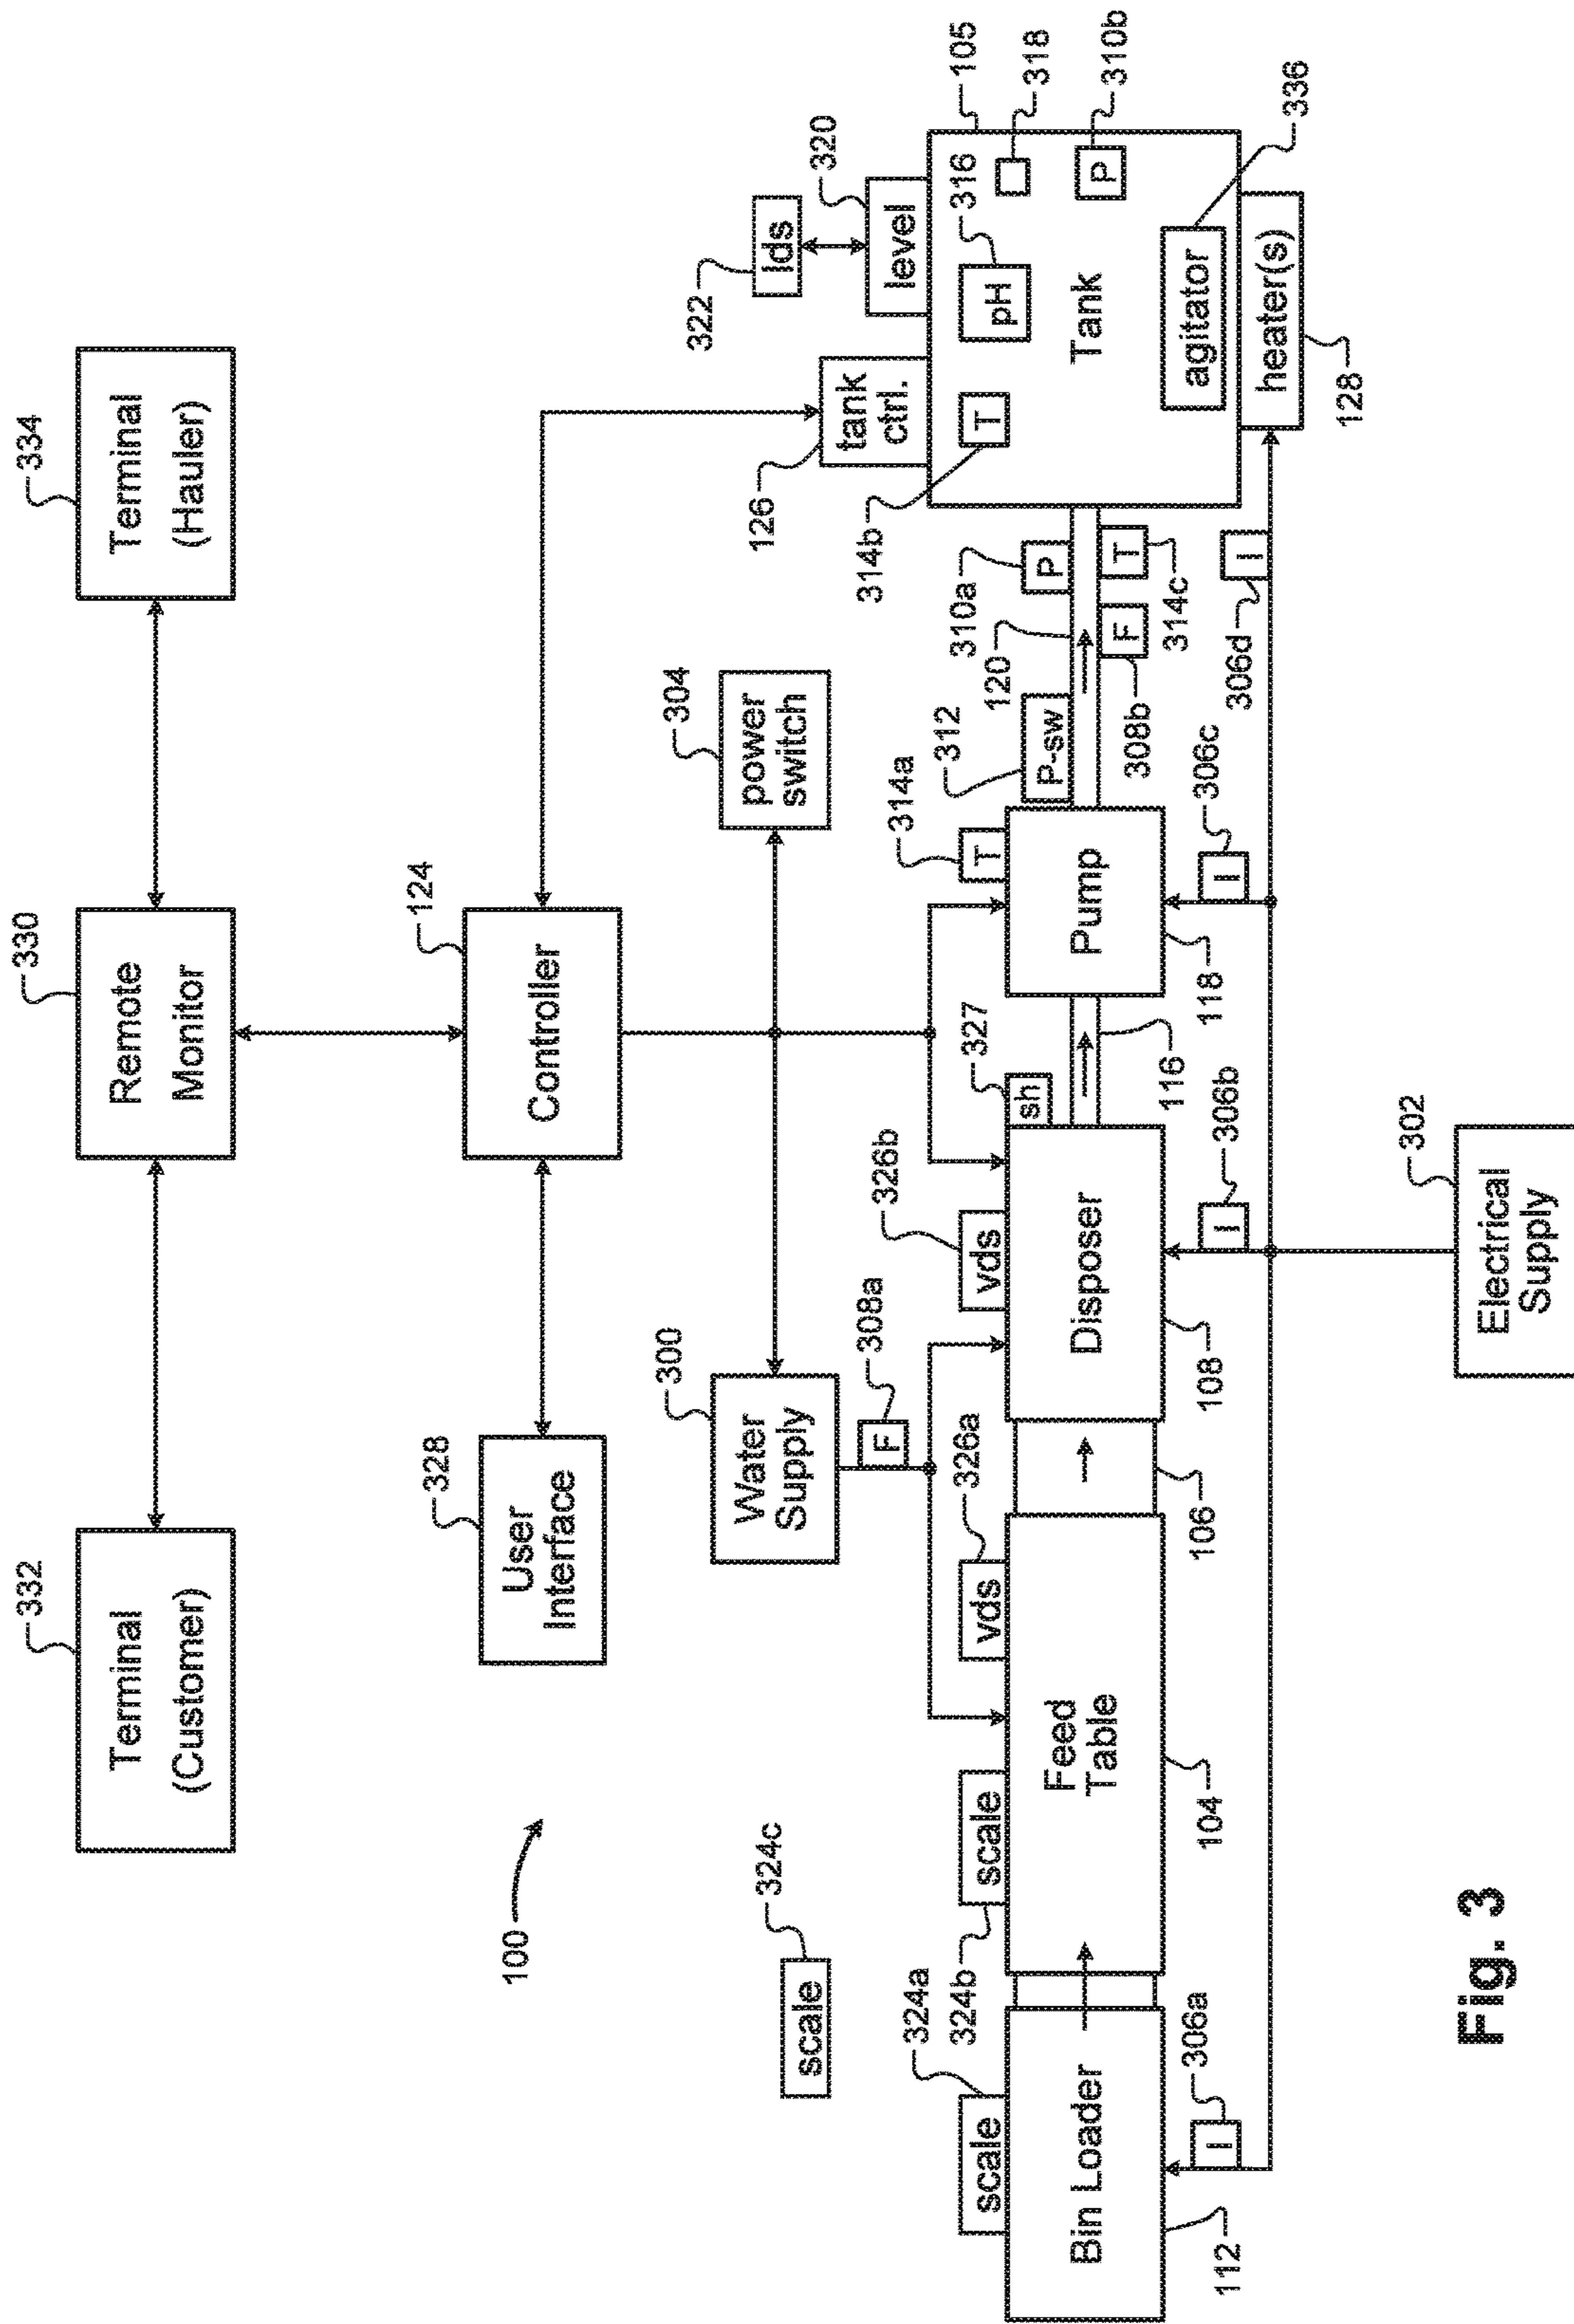 332
Terminal
(Customer)
330
Remote
Monitor
334
Terminal
(Hauler)
100
328
User
Interface
124
Controller
324c
scale
300
Water
Supply
308a
F
304
power
switch
126
tank
ctrl.
322
lds
320
level
324a
scale
324b
scale
326a
vds
326b
vds
327
sh
314a
T
312
P-sw
120
310a
P
314b
T
316
pH
105
318
310b
P
Bin Loader
Feed
Table
Disposer
Pump
Tank
agitator
336
heater(s)
128
112
306a
I
104
106
108
306b
I
116
118
306c
I
308b
F
314c
T
306d
I
302
Electrical
Supply
Fig. 3